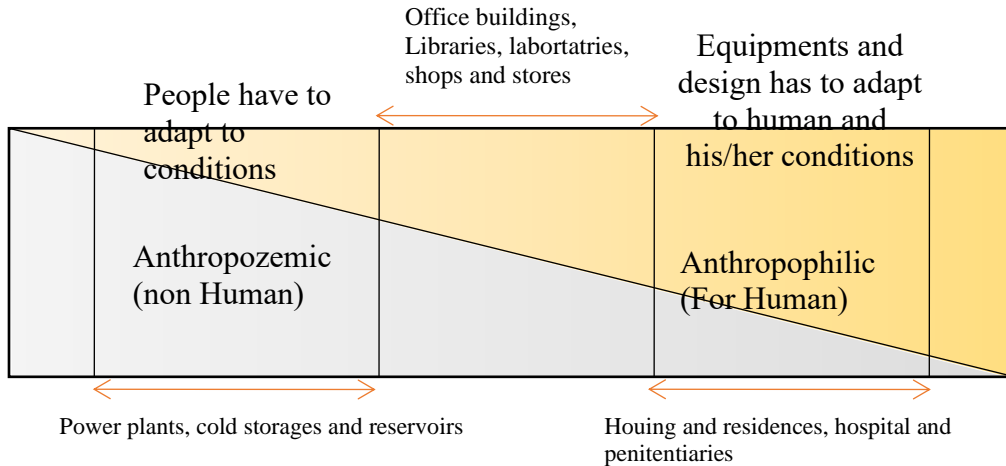 Office buildings,
Libraries, labortatries,
shops and stores
Equipments and
design has to adapt
to human and
his/her conditions
People have to
adapt to
conditions
Anthropozemic
(non Human)
Anthropophilic
(For Human)
Power plants, cold storages and reservoirs
Houing and residences, hospital and
penitentiaries